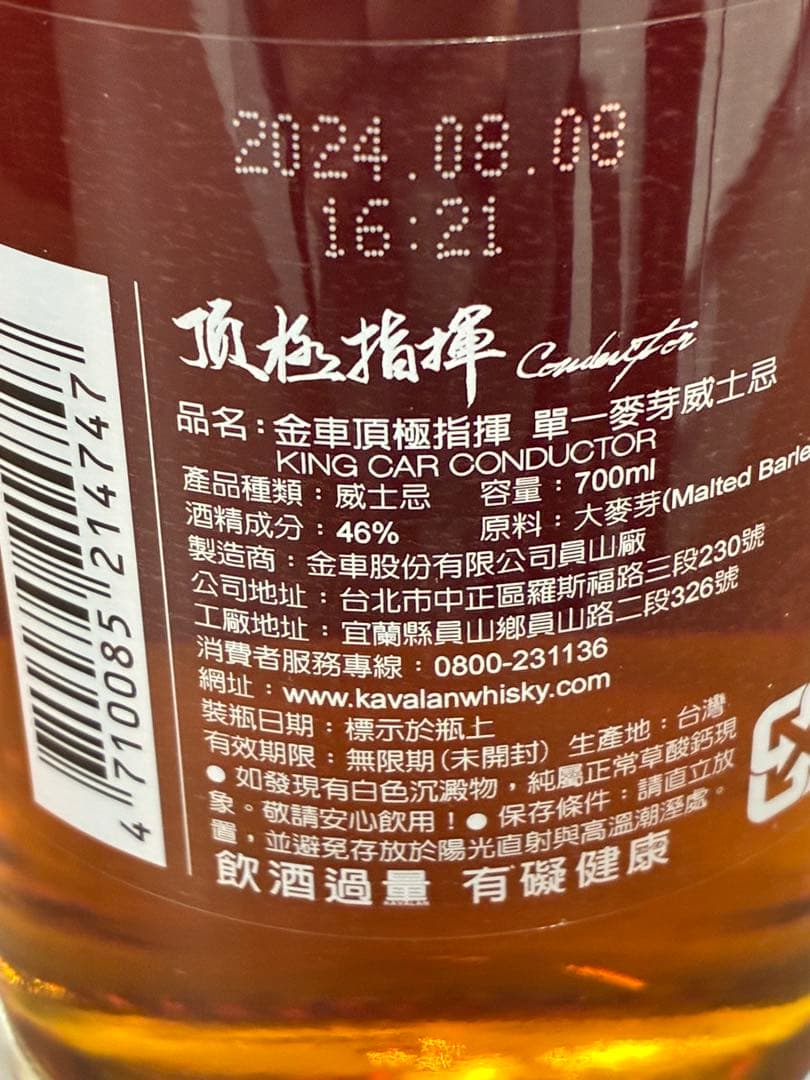 2024.08.08
16:21
頂極指揮 Conductor
品名：金車頂極指揮 單一麥芽威士忌
KING CAR CONDUCTOR
產品種類：威士忌 容量：700ml
酒精成分：46% 原料：大麥芽(Malted Barle
製造商：金車股份有限公司員山廠
公司地址：台北市中正區羅斯福路三段230號
工廠地址：宜蘭縣員山鄉員山路二段326號
消費者服務專線：0800-231136
網址：www.kavalanwhisky.com
裝瓶日期：標示於瓶上
有效期限：無限期(未開封) 生產地：台灣
●如發現有白色沉澱物，純屬正常草酸鈣現
象。敬請安心飲用！●保存條件：請直立放
置，並避免存放於陽光直射與高溫潮溼處。
飲酒過量 有礙健康
KAVALAN
4 710085 214747